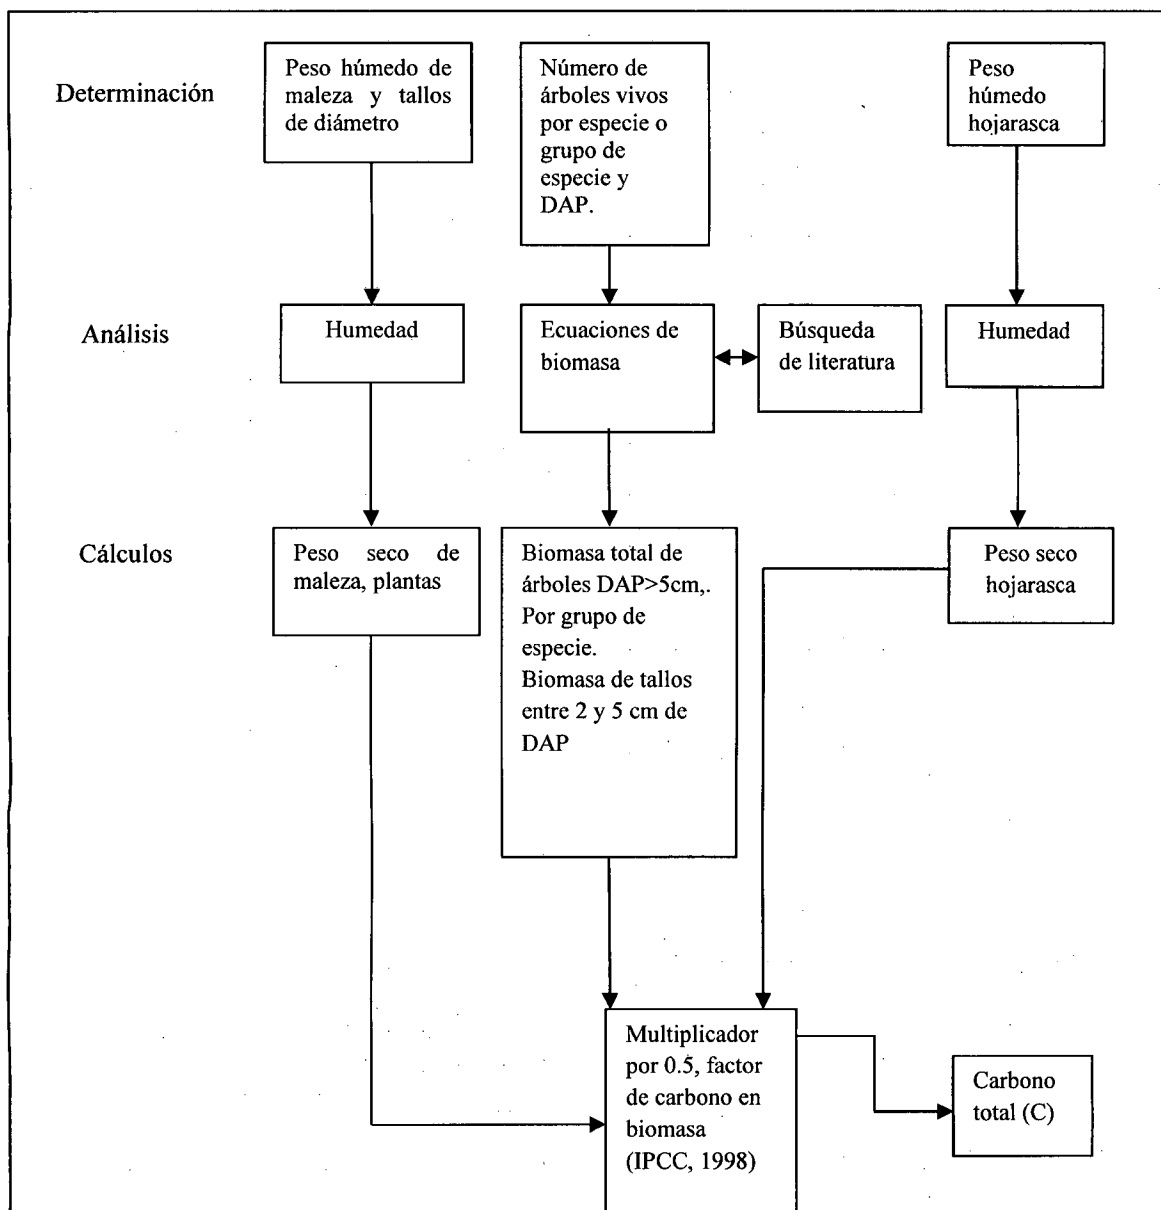 Determinación
Peso húmedo de
maleza y tallos
de diámetro
Número de
árboles vivos
por especie o
grupo de
especie y
DAP.
Peso
húmedo
hojarasca
Análisis
Humedad
Ecuaciones de
biomasa
Búsqueda
de literatura
Humedad
Cálculos
Peso seco de
maleza, plantas
Biomasa total de
árboles DAP>5cm,.
Por grupo de
especie.
Biomasa de tallos
entre 2 y 5 cm de
DAP
Peso seco
hojarasca
Multiplicador
por 0.5, factor
de carbono en
biomasa
(IPCC, 1998)
Carbono
total (C)